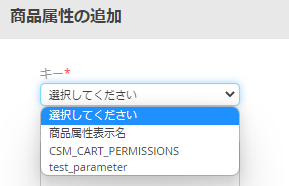 商品属性の追加
キー*
選択してください
選択してください
商品属性表示名
CSM_CART_PERMISSIONS
test_parameter